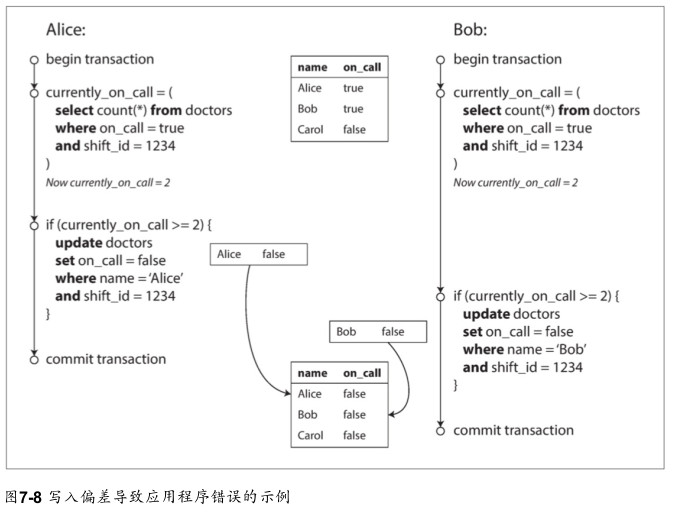 Alice:
begin transaction
currently_on_call = (
select count(*) from doctors
where on_call = true
and shift_id = 1234
)
Now currently_on_call = 2
if (currently_on_call >= 2) {
update doctors
set on_call = false
where name = 'Alice'
and shift_id = 1234
}
commit transaction
name on_call
Alice true
Bob true
Carol false
Alice false
Bob false
name on_call
Alice false
Bob false
Carol false
Bob:
begin transaction
currently_on_call = (
select count(*) from doctors
where on_call = true
and shift_id = 1234
)
Now currently_on_call = 2
if (currently_on_call >= 2) {
update doctors
set on_call = false
where name = 'Bob'
and shift_id = 1234
}
commit transaction
图7-8 写入偏差导致应用程序错误的示例